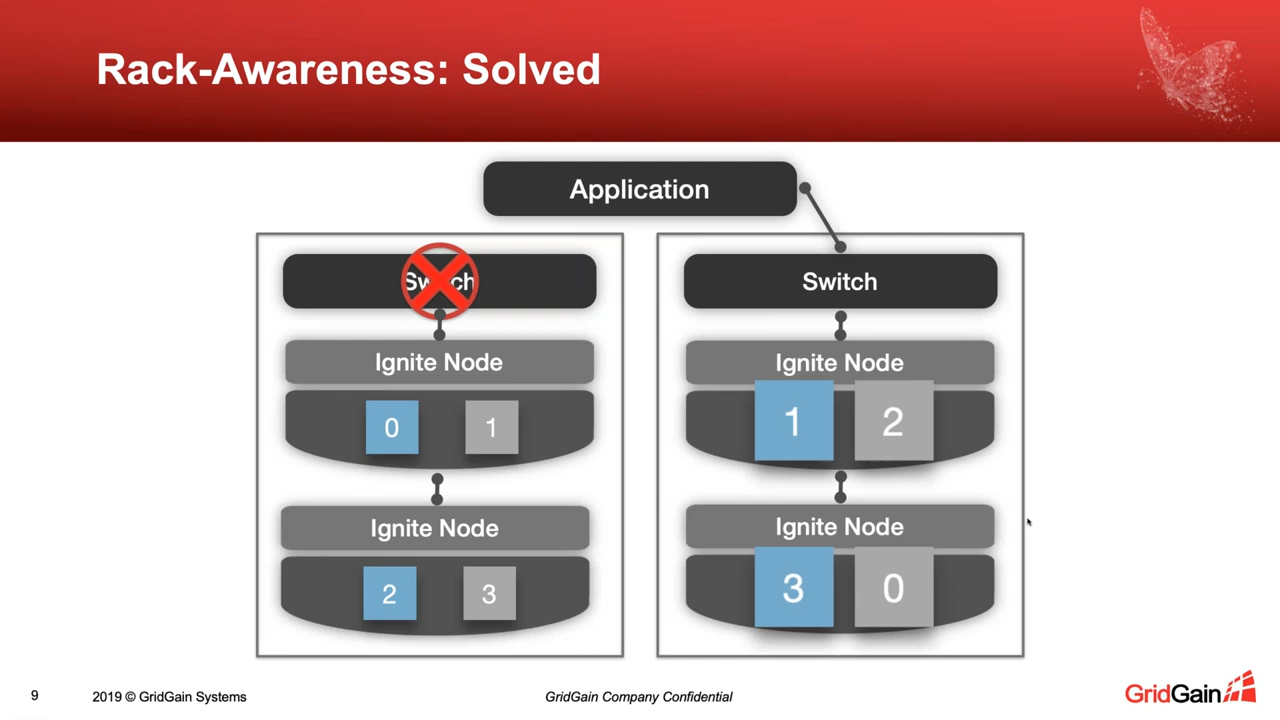 Rack-Awareness: Solved
Application
Switch
Ignite Node
0 1
Ignite Node
2 3
Switch
Ignite Node
1 2
Ignite Node
3 0
9
2019 © GridGain Systems
GridGain Company Confidential
GridGain